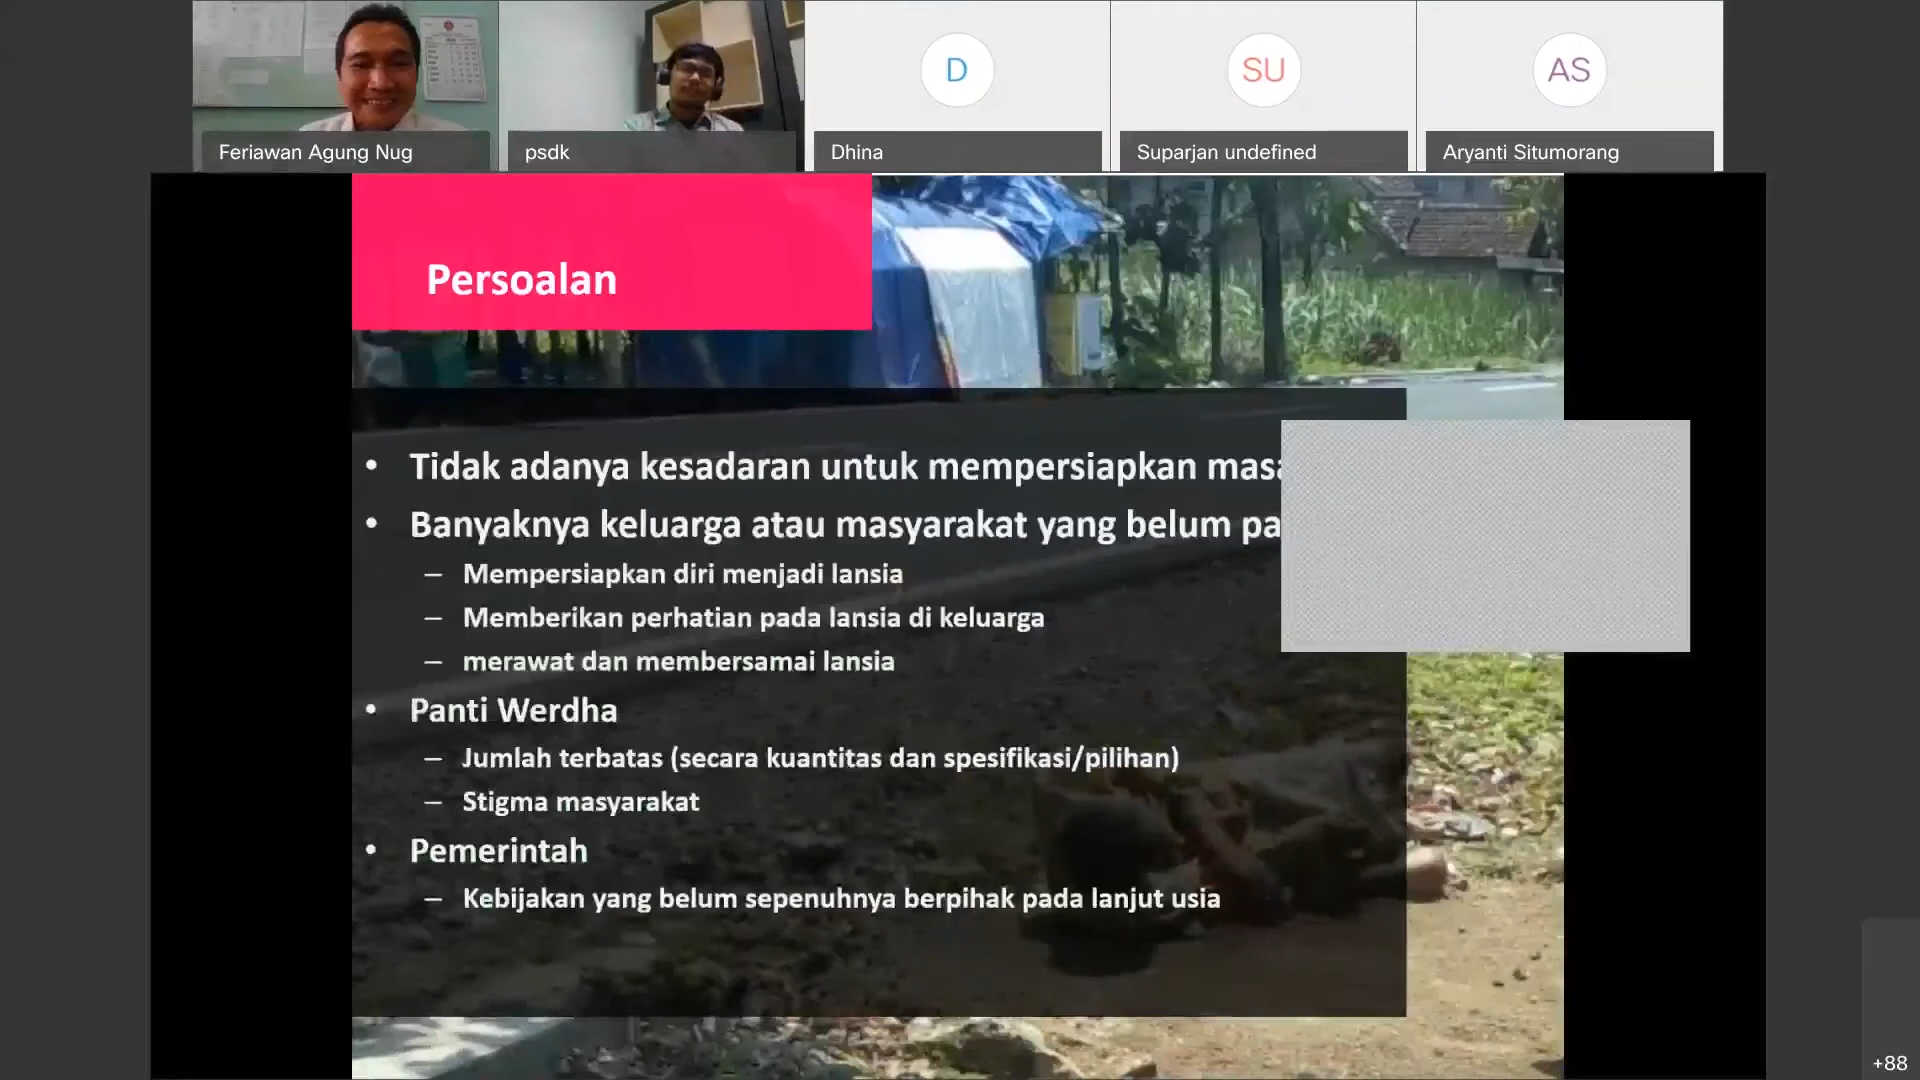 Feriawan Agung Nug
psdk
D
Dhina
SU
Suparjan undefined
AS
Aryanti Situmorang
Persoalan
• Tidak adanya kesadaran untuk mempersiapkan
• Banyaknya keluarga atau masyarakat yang belum
– Mempersiapkan diri menjadi lansia
– Memberikan perhatian pada lansia di keluarga
– merawat dan membersamai lansia
• Panti Werdha
– Jumlah terbatas (secara kuantitas dan spesifikasi/pilihan)
– Stigma masyarakat
• Pemerintah
– Kebijakan yang belum sepenuhnya berpihak pada lanjut usia
+88